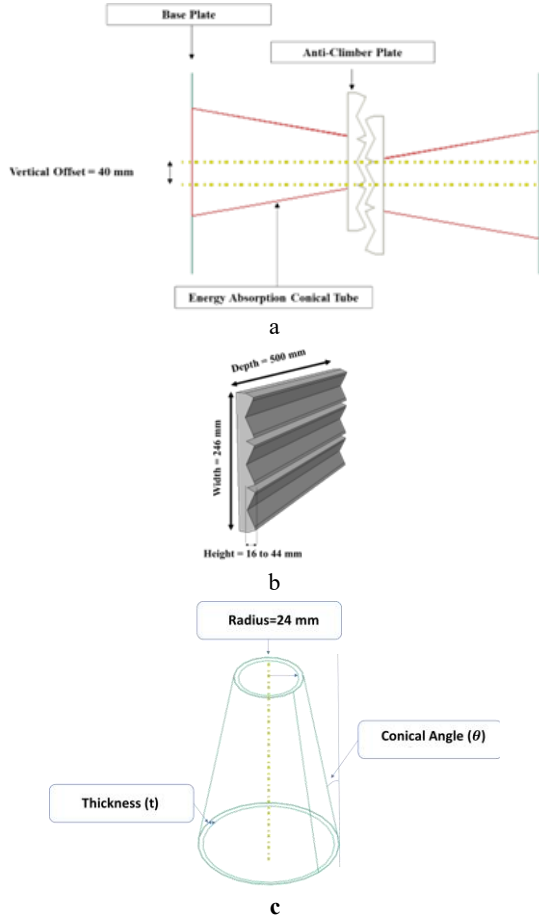 Base Plate
Anti-Climber Plate
Vertical Offset = 40 mm
Energy Absorption Conical Tube
a
Depth = 500 mm
Width = 246 mm
Height = 16 to 44 mm
b
Radius=24 mm
Conical Angle (θ)
Thickness (t)
c